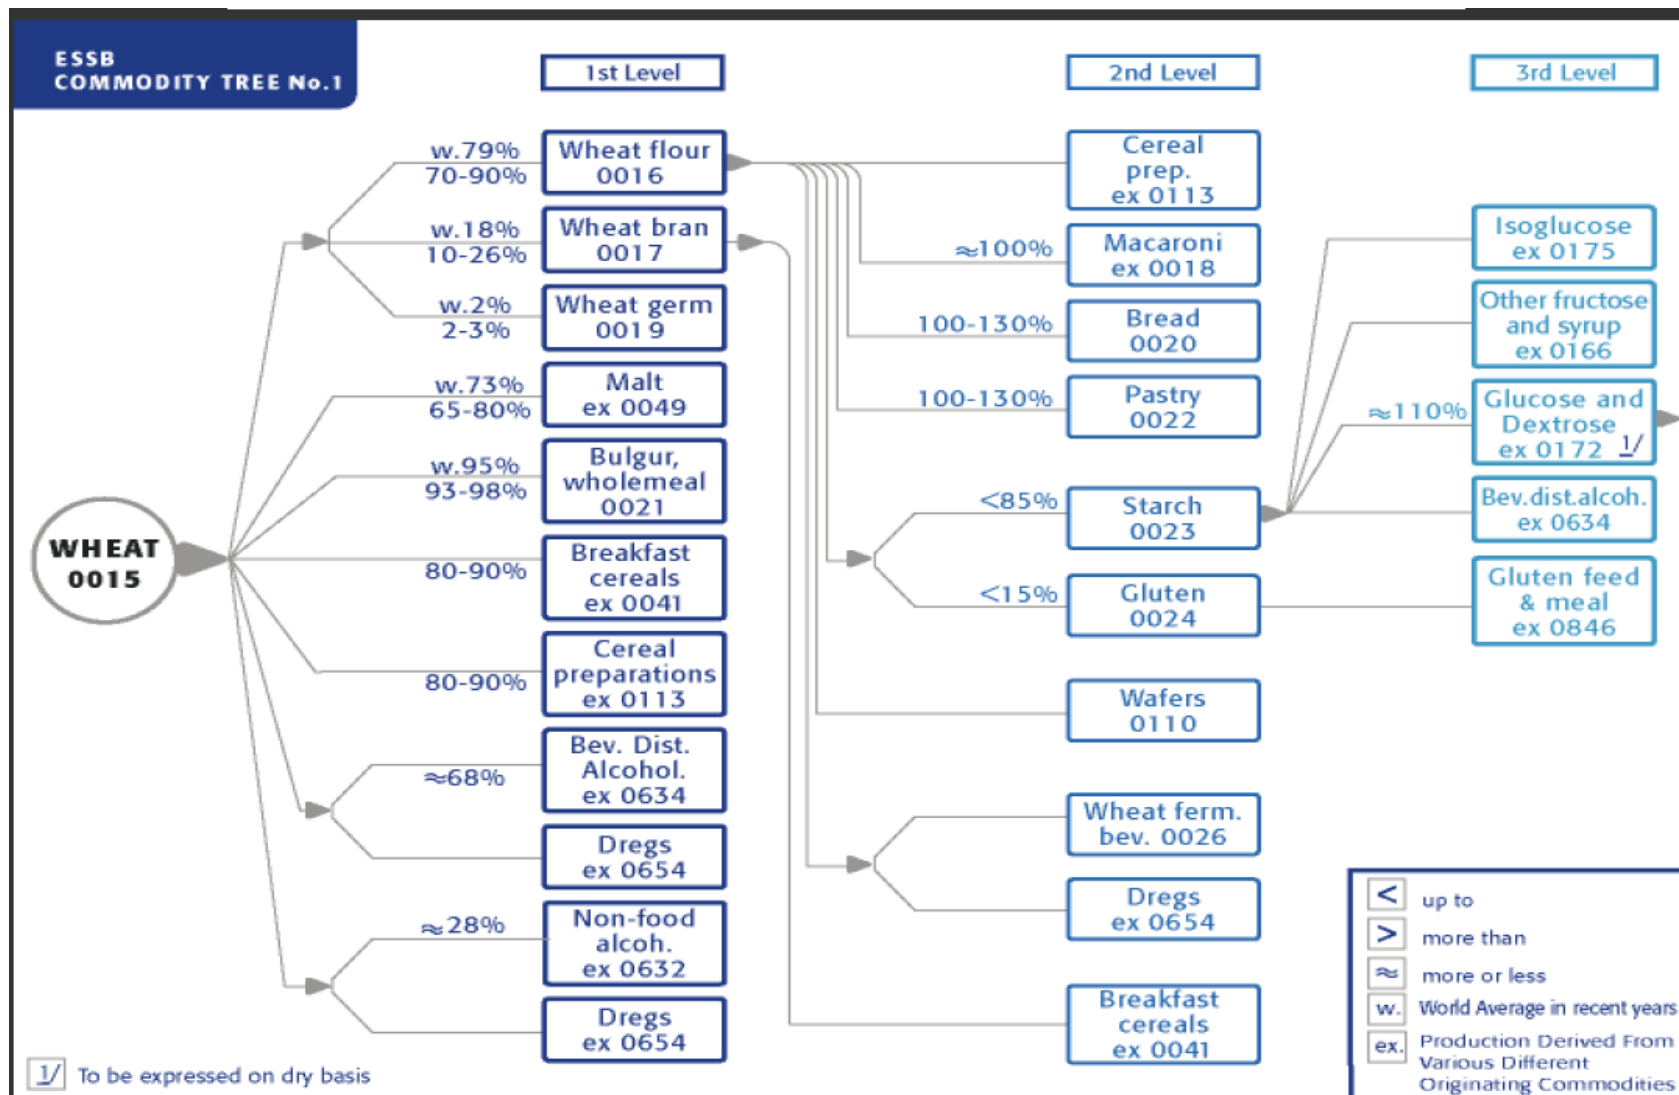 ESSB
COMMODITY TREE No.1
1st Level
2nd Level
3rd Level
WHEAT
0015
w.79%
70-90%
Wheat flour
0016
w.18%
10-26%
Wheat bran
0017
w.2%
2-3%
Wheat germ
0019
w.73%
65-80%
Malt
ex 0049
w.95%
93-98%
Bulgur,
wholemeal
0021
80-90%
Breakfast
cereals
ex 0041
80-90%
Cereal
preparations
ex 0113
≈68%
Bev. Dist.
Alcohol.
ex 0634
Dregs
ex 0654
≈28%
Non-food
alcoh.
ex 0632
Dregs
ex 0654
Cereal
prep.
ex 0113
≈100%
Macaroni
ex 0018
100-130%
Bread
0020
100-130%
Pastry
0022
<85%
Starch
0023
<15%
Gluten
0024
Wafers
0110
Wheat ferm.
bev. 0026
Dregs
ex 0654
Breakfast
cereals
ex 0041
Isoglucose
ex 0175
Other fructose
and syrup
ex 0166
≈110%
Glucose and
Dextrose
ex 0172 1/
Bev.dist.alcoh.
ex 0634
Gluten feed
& meal
ex 0846
< up to
> more than
≈ more or less
w. World Average in recent years
ex. Production Derived From
Various Different
Originating Commodities
1/ To be expressed on dry basis